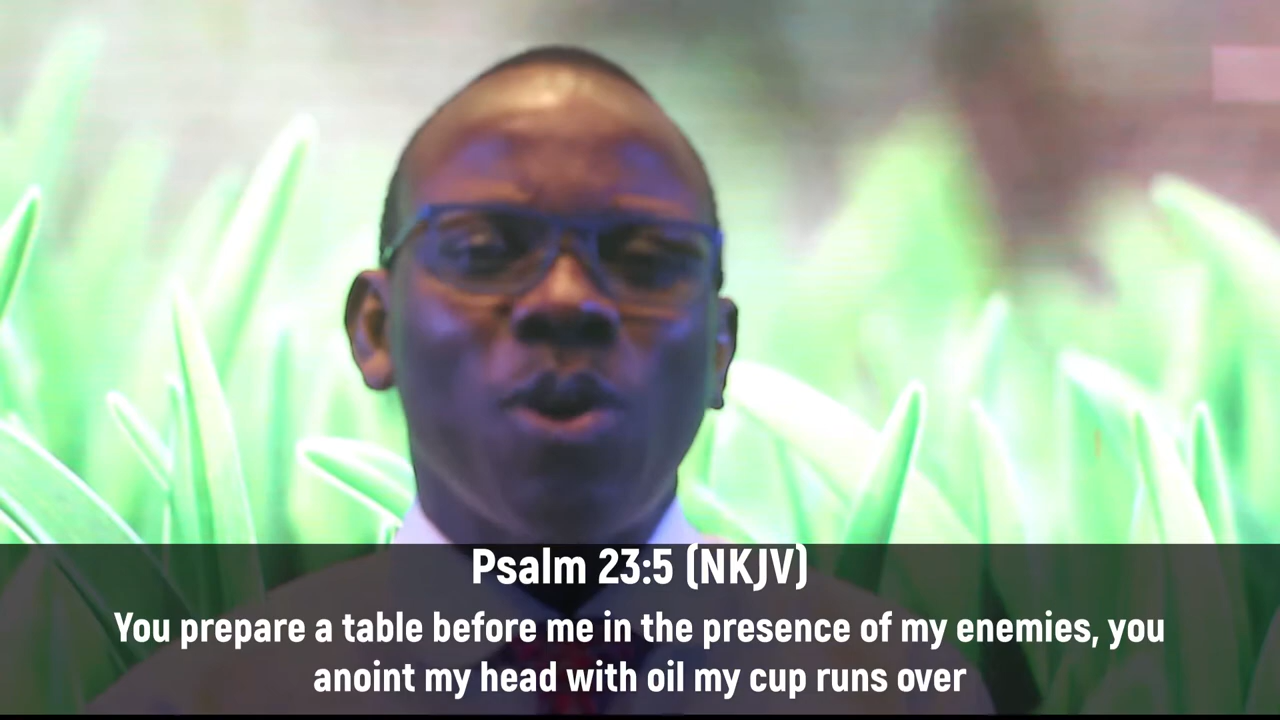 Psalm 23:5 (NKJV)
You prepare a table before me in the presence of my enemies, you
anoint my head with oil my cup runs over